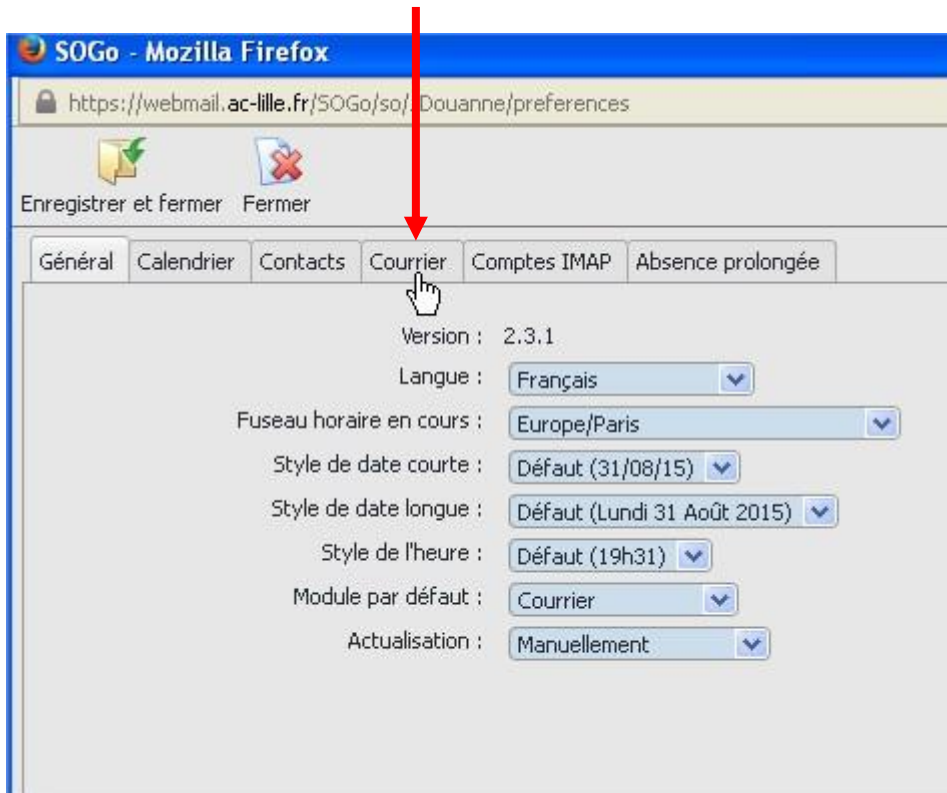 SOGo - Mozilla Firefox
https://webmail.ac-lille.fr/SOGo/so/.Douanne/preferences
Enregistrer et fermer Fermer
Général Calendrier Contacts Courrier Comptes IMAP Absence prolongée
Version : 2.3.1
Langue : Français
Fuseau horaire en cours : Europe/Paris
Style de date courte : Défaut (31/08/15)
Style de date longue : Défaut (Lundi 31 Août 2015)
Style de l'heure : Défaut (19h31)
Module par défaut : Courrier
Actualisation : Manuellement